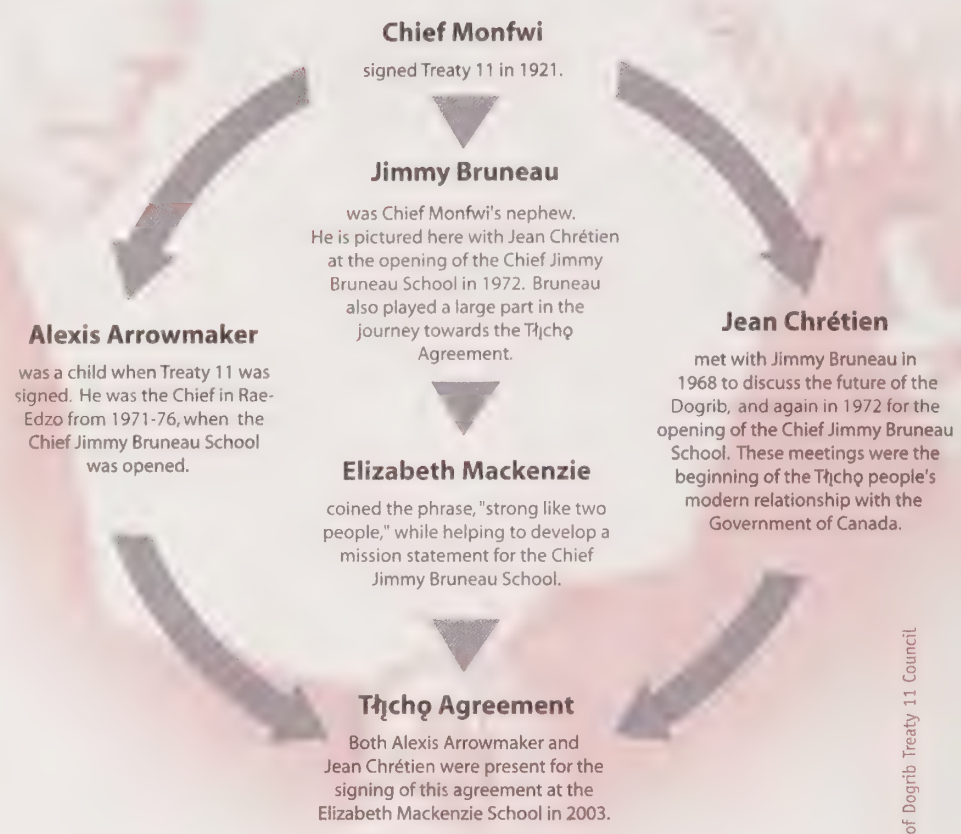 Chief Monfwi
signed Treaty 11 in 1921.
Jimmy Bruneau
was Chief Monfwi's nephew.
He is pictured here with Jean Chrétien
at the opening of the Chief Jimmy
Bruneau School in 1972. Bruneau
also played a large part in the
journey towards the Tłı̨chǫ
Agreement.
Alexis Arrowmaker
was a child when Treaty 11 was
signed. He was the Chief in Rae-
Edzo from 1971-76, when the
Chief Jimmy Bruneau School
was opened.
Jean Chrétien
met with Jimmy Bruneau in
1968 to discuss the future of the
Dogrib, and again in 1972 for the
opening of the Chief Jimmy Bruneau
School. These meetings were the
beginning of the Tłı̨chǫ people's
modern relationship with the
Government of Canada.
Elizabeth Mackenzie
coined the phrase, "strong like two
people," while helping to develop a
mission statement for the Chief
Jimmy Bruneau School.
Tłı̨chǫ Agreement
Both Alexis Arrowmaker and
Jean Chrétien were present for the
signing of this agreement at the
Elizabeth Mackenzie School in 2003.
of Dogrib Treaty 11 Council